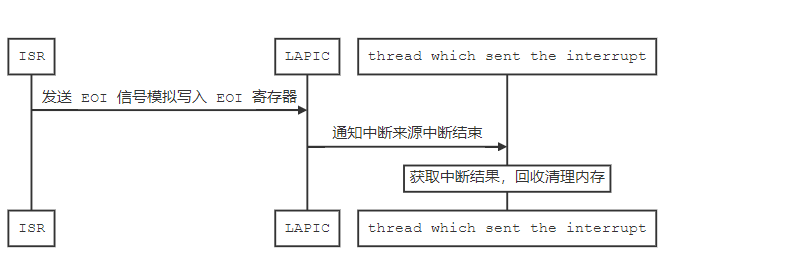 ISR
LAPIC
thread which sent the interrupt
发送 EOI 信号模拟写入 EOI 寄存器
通知中断来源中断结束
获取中断结果，回收清理内存
ISR
LAPIC
thread which sent the interrupt